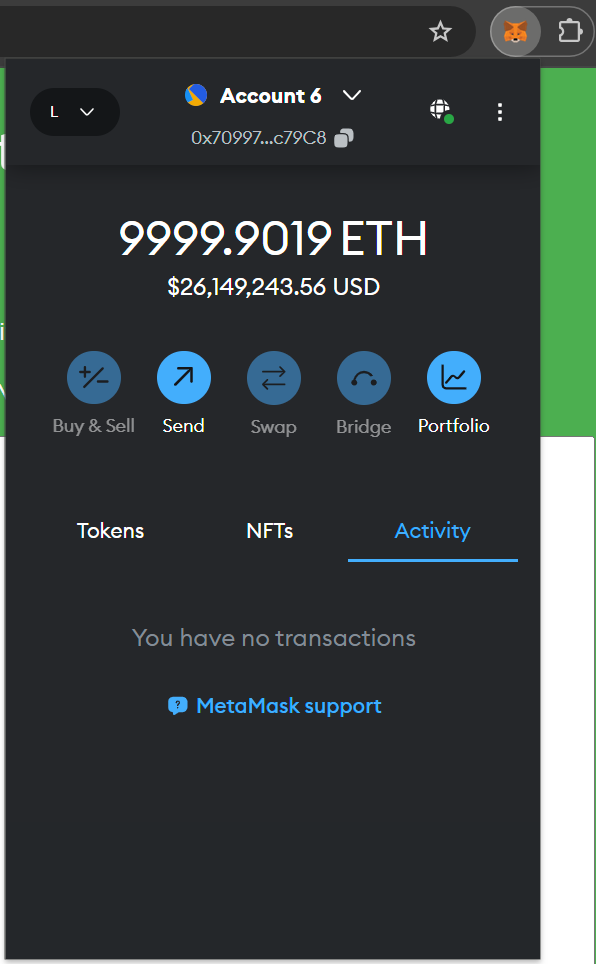 L
Account 6
0x70997...c79C8
9999.9019 ETH
$26,149,243.56 USD
Buy & Sell
Send
Swap
Bridge
Portfolio
Tokens
NFTs
Activity
You have no transactions
MetaMask support